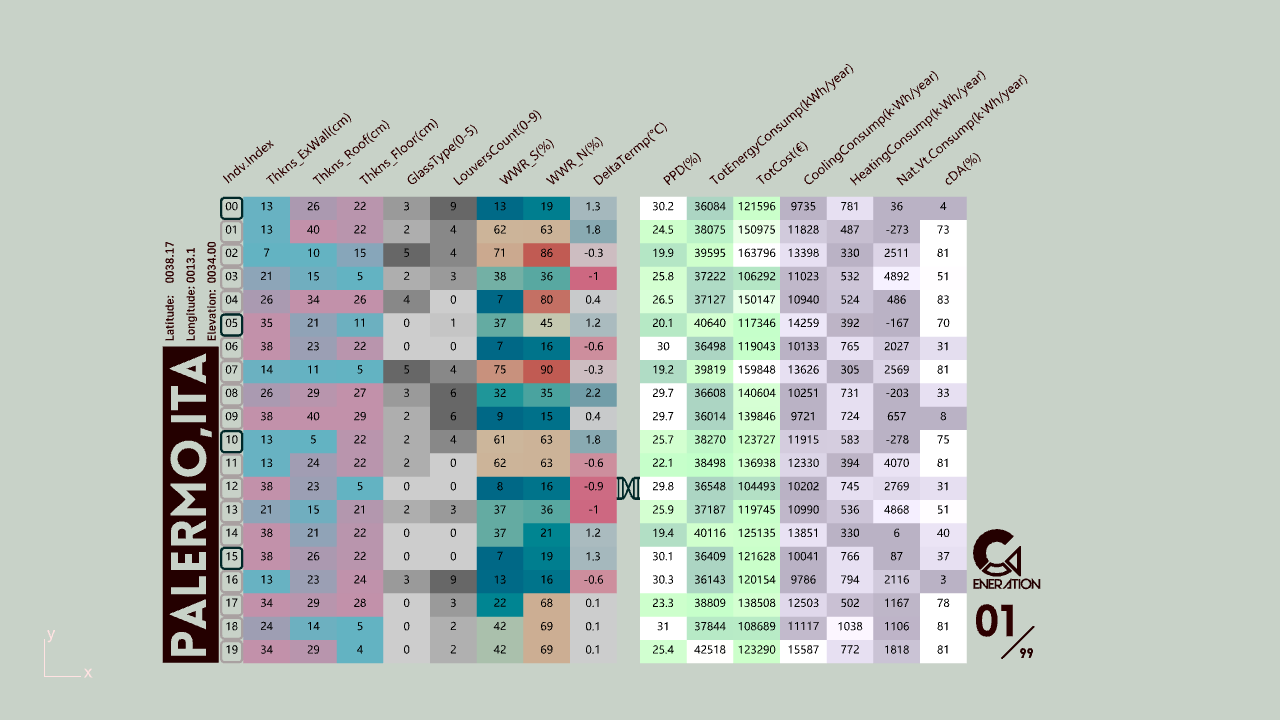 Indv.Index Thkns_ExWall(cm) Thkns_Roof(cm) Thkns_Floor(cm) GlassType(0-5) LouversCount(0-9) WWR_S(%) WWR_N(%) DeltaTermp(°C) PPD(%) TotEnergyConsump(kWh/year) TotCost(€) CoolingConsump(k·Wh/year) HeatingConsump(k·Wh/year) Nat.Vt.Consump(k·Wh/year) cDA(%)
00 13 26 22 3 9 13 19 1.3 30.2 36084 121596 9735 781 36 4
01 13 40 22 2 4 62 63 1.8 24.5 38075 150975 11828 487 -273 73
02 7 10 15 5 4 71 86 -0.3 19.9 39595 163796 13398 330 2511 81
03 21 15 5 2 3 38 36 -1 25.8 37222 106292 11023 532 4892 51
04 26 34 26 4 0 7 80 0.4 26.5 37127 150147 10940 524 486 83
05 35 21 11 0 1 37 45 1.2 20.1 40640 117346 14259 392 -167 70
06 38 23 22 0 0 7 16 -0.6 30 36498 119043 10133 765 2027 31
07 14 11 5 5 4 75 90 -0.3 19.2 39819 159848 13626 305 2569 81
08 26 29 27 3 6 32 35 2.2 29.7 36608 140604 10251 731 -203 33
09 38 40 29 2 6 9 15 0.4 29.7 36014 139846 9721 724 657 8
10 13 5 22 2 4 61 63 1.8 25.7 38270 123727 11915 583 -278 75
11 13 24 22 2 0 62 63 -0.6 22.1 38498 136938 12330 394 4070 81
12 38 23 5 0 0 8 16 -0.9 29.8 36548 104493 10202 745 2769 31
13 21 15 21 2 3 37 36 -1 25.9 37187 119745 10990 536 4868 51
14 38 21 22 0 0 37 21 1.2 19.4 40116 125135 13851 330 6 40
15 38 26 22 0 0 7 19 1.3 30.1 36409 121628 10041 766 87 37
16 13 23 24 3 9 13 16 -0.6 30.3 36143 120154 9786 794 2116 3
17 34 29 28 0 3 22 68 0.1 23.3 38809 138508 12503 502 1167 78
18 24 14 5 0 2 42 69 0.1 31 37844 108689 11117 1038 1106 81
19 34 29 4 0 2 42 69 0.1 25.4 42518 123290 15587 772 1818 81
Latitude: 0038.17
Longitude: 0013.1
Elevation: 0034.00
PALERMO,ITA
GENERATION
01/99
y
x